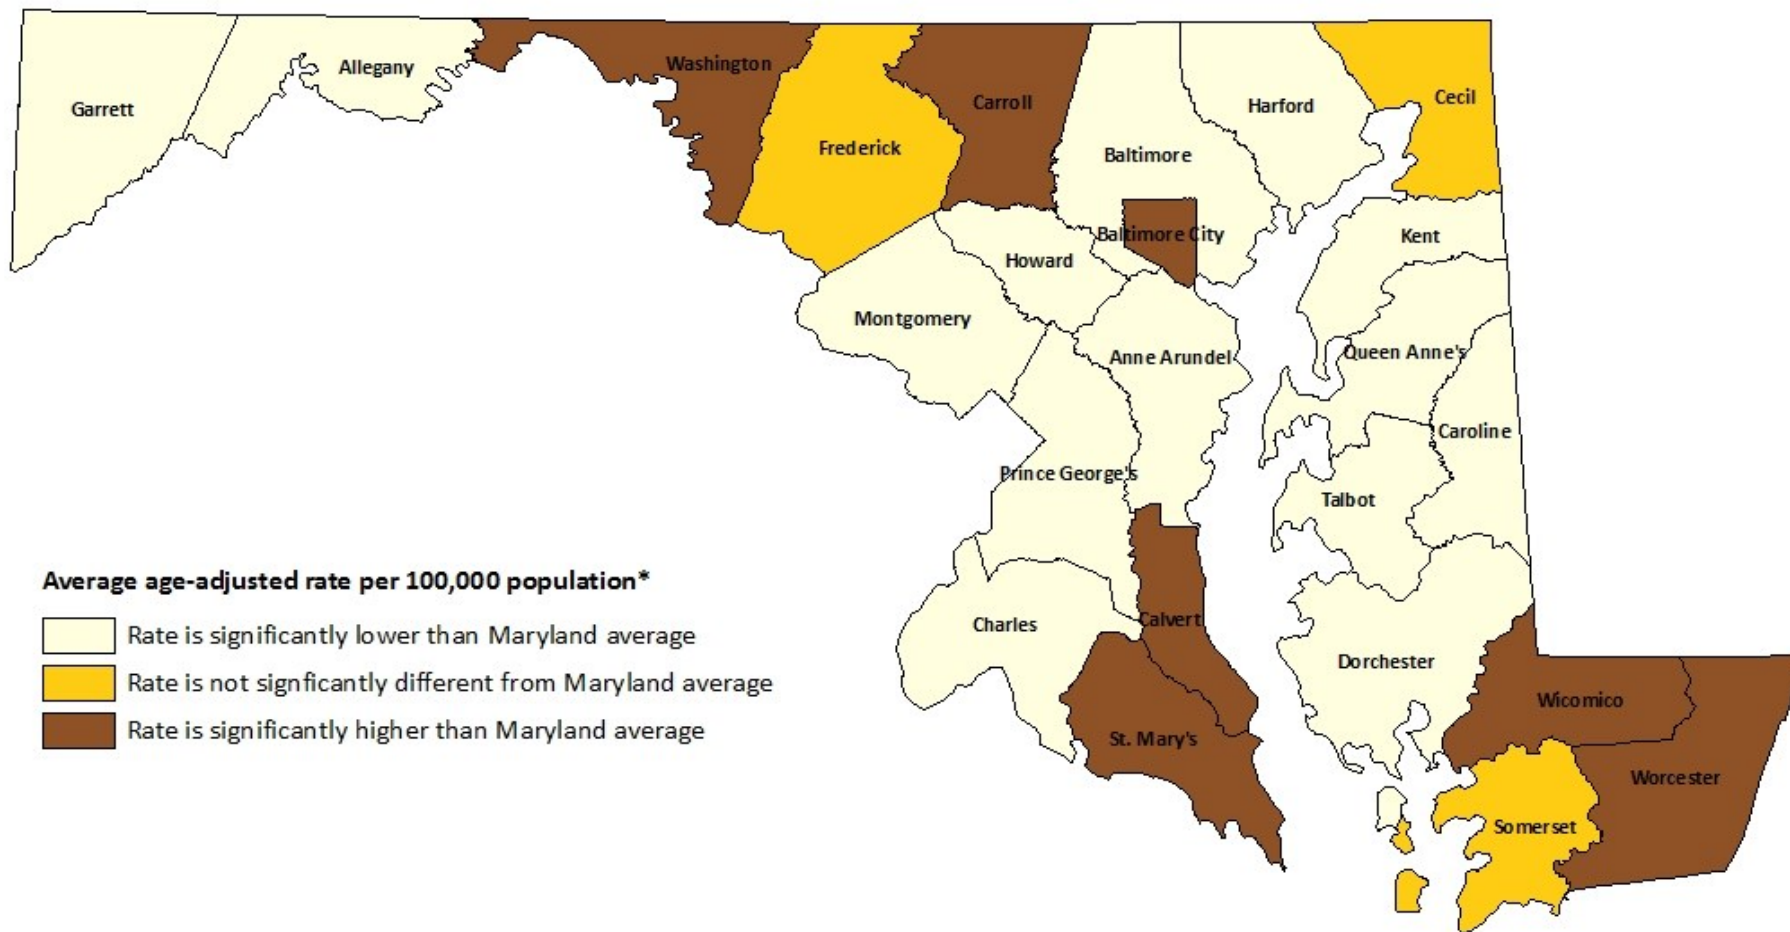 Garrett
Allegany
Washington
Frederick
Carroll
Baltimore
Harford
Cecil
Baltimore City
Howard
Kent
Montgomery
Anne Arundel
Queen Anne's
Caroline
Prince George's
Talbot
Charles
Calvert
Dorchester
St. Mary's
Wicomico
Worcester
Somerset
Average age-adjusted rate per 100,000 population*
Rate is significantly lower than Maryland average
Rate is not signficantly different from Maryland average
Rate is significantly higher than Maryland average